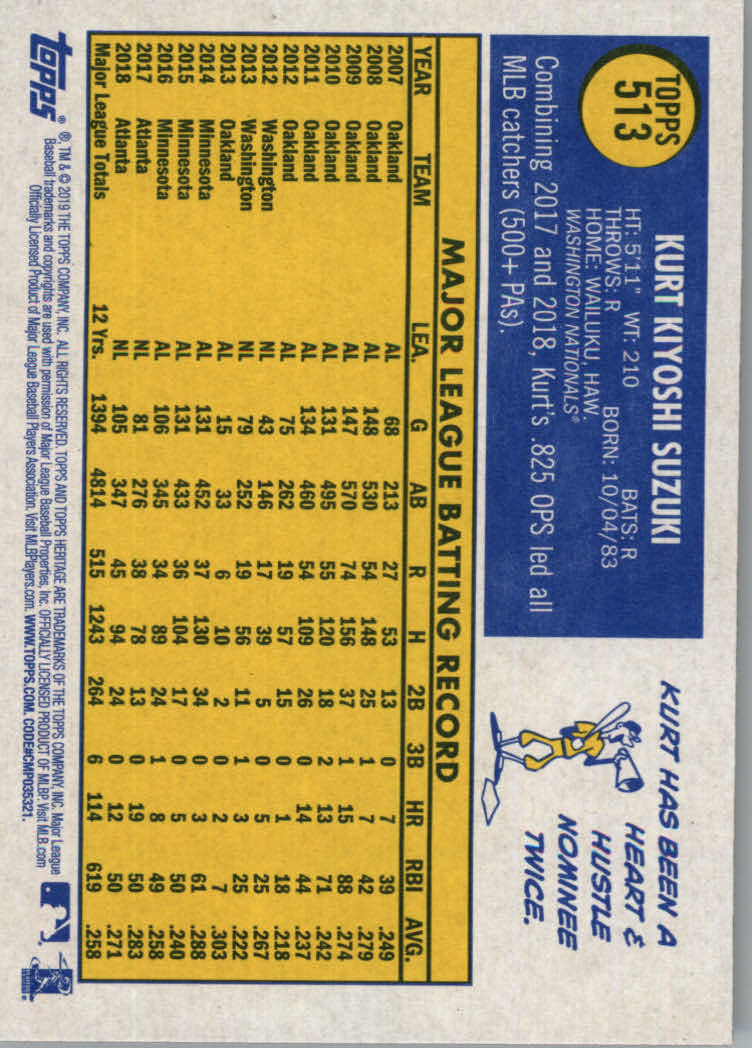 TOPPS
513
KURT KIYOSHI SUZUKI
HT: 5'11" WT: 210 BATS: R
THROWS: R BORN: 10/04/83
HOME: WAILUKU, HAW.
WASHINGTON NATIONALS®
Combining 2017 and 2018, Kurt's .825 OPS led all
MLB catchers (500+ PAs).
KURT HAS BEEN A
HEART &
HUSTLE
NOMINEE
TWICE.
MAJOR LEAGUE BATTING RECORD
YEAR TEAM LEA. G AB R H 2B 3B HR RBI AVG.
2007 Oakland AL 68 213 27 53 13 0 7 39 .249
2008 Oakland AL 148 530 54 148 25 1 7 42 .279
2009 Oakland AL 147 570 74 156 37 1 15 88 .274
2010 Oakland AL 131 495 55 120 18 2 13 71 .242
2011 Oakland AL 134 460 54 109 26 0 14 44 .237
2012 Oakland AL 75 262 19 57 15 0 1 18 .218
2012 Washington NL 43 146 17 39 5 0 5 25 .267
2013 Washington NL 79 252 19 56 11 1 3 25 .222
2013 Oakland AL 15 33 6 10 2 0 2 7 .303
2014 Minnesota AL 131 452 37 130 34 0 3 61 .288
2015 Minnesota AL 131 433 36 104 17 0 5 50 .240
2016 Minnesota AL 106 345 34 89 24 1 8 49 .258
2017 Atlanta NL 81 276 38 78 13 0 19 50 .283
2018 Atlanta NL 105 347 45 94 24 0 12 50 .271
Major League Totals 12 Yrs. 1394 4814 515 1243 264 6 114 619 .258
topps®
®, TM & © 2019 THE TOPPS COMPANY, INC. ALL RIGHTS RESERVED. TOPPS AND TOPPS HERITAGE ARE TRADEMARKS OF THE TOPPS COMPANY, INC. Major League
Baseball trademarks and copyrights are used with permission of Major League Baseball Properties, Inc. OFFICIALLY LICENSED PRODUCT OF MLBP. Visit MLB.com
Officially Licensed Product of Major League Baseball Players Association. Visit MLBPlayers.com. WWW.TOPPS.COM. CODE#CMP035321.